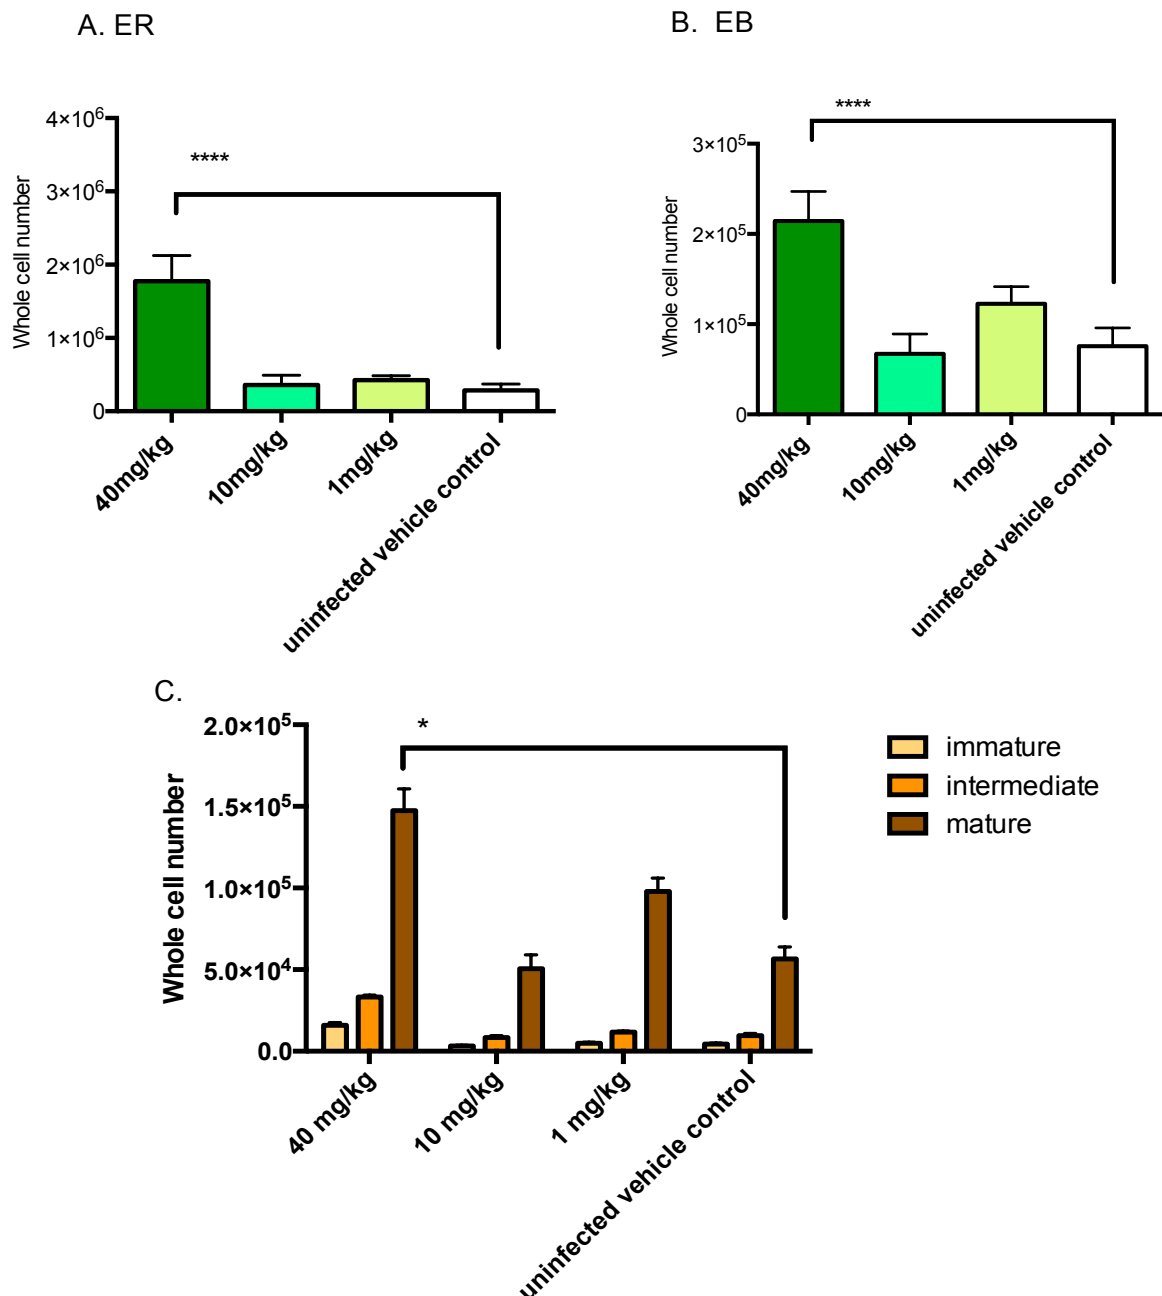 A. ER
4×10⁶
3×10⁶
2×10⁶
1×10⁶
0
Whole cell number
****
40mg/kg
10mg/kg
1mg/kg
uninfected vehicle control
B. EB
3×10⁵
2×10⁵
1×10⁵
0
Whole cell number
****
40mg/kg
10mg/kg
1mg/kg
uninfected vehicle control
C.
2.0×10⁵
1.5×10⁵
1.0×10⁵
5.0×10⁴
0.0
Whole cell number
*
40 mg/kg
10 mg/kg
1 mg/kg
uninfected vehicle control
immature
intermediate
mature